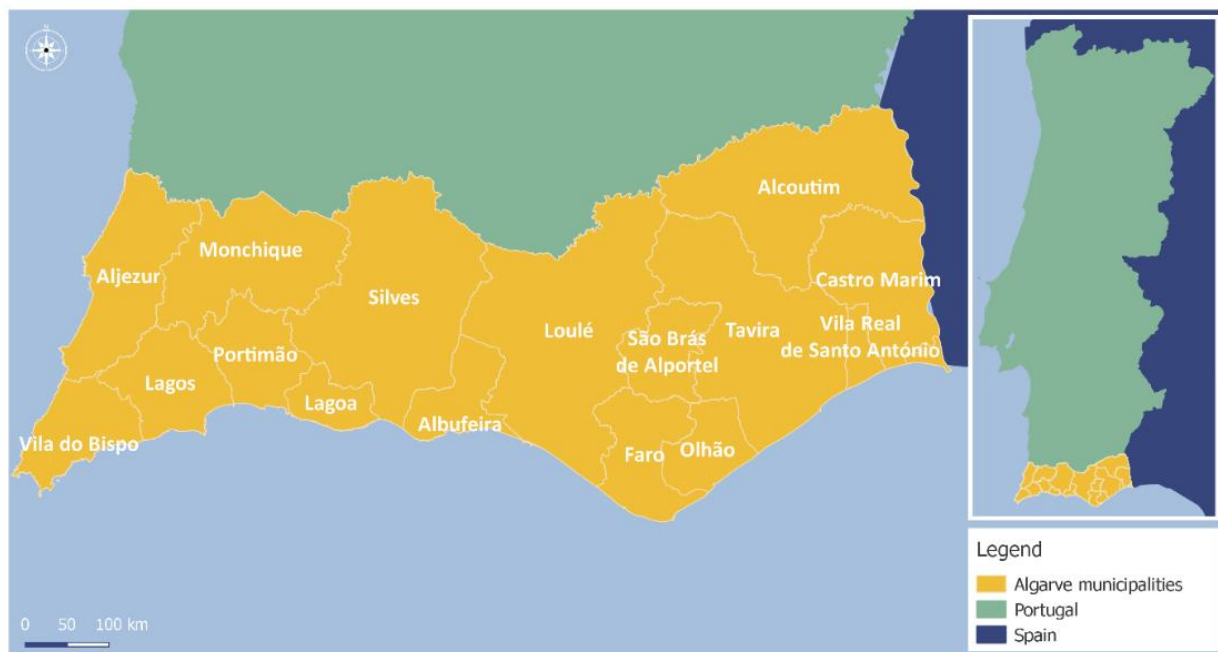 N
Alcoutim
Monchique
Aljezur
Castro Marim
Silves
Loulé
São Brás
de Alportel
Tavira
Vila Real
de Santo António
Portimão
Lagos
Lagoa
Albufeira
Vila do Bispo
Faro
Olhão
Legend
Algarve municipalities
Portugal
Spain
0 50 100 km